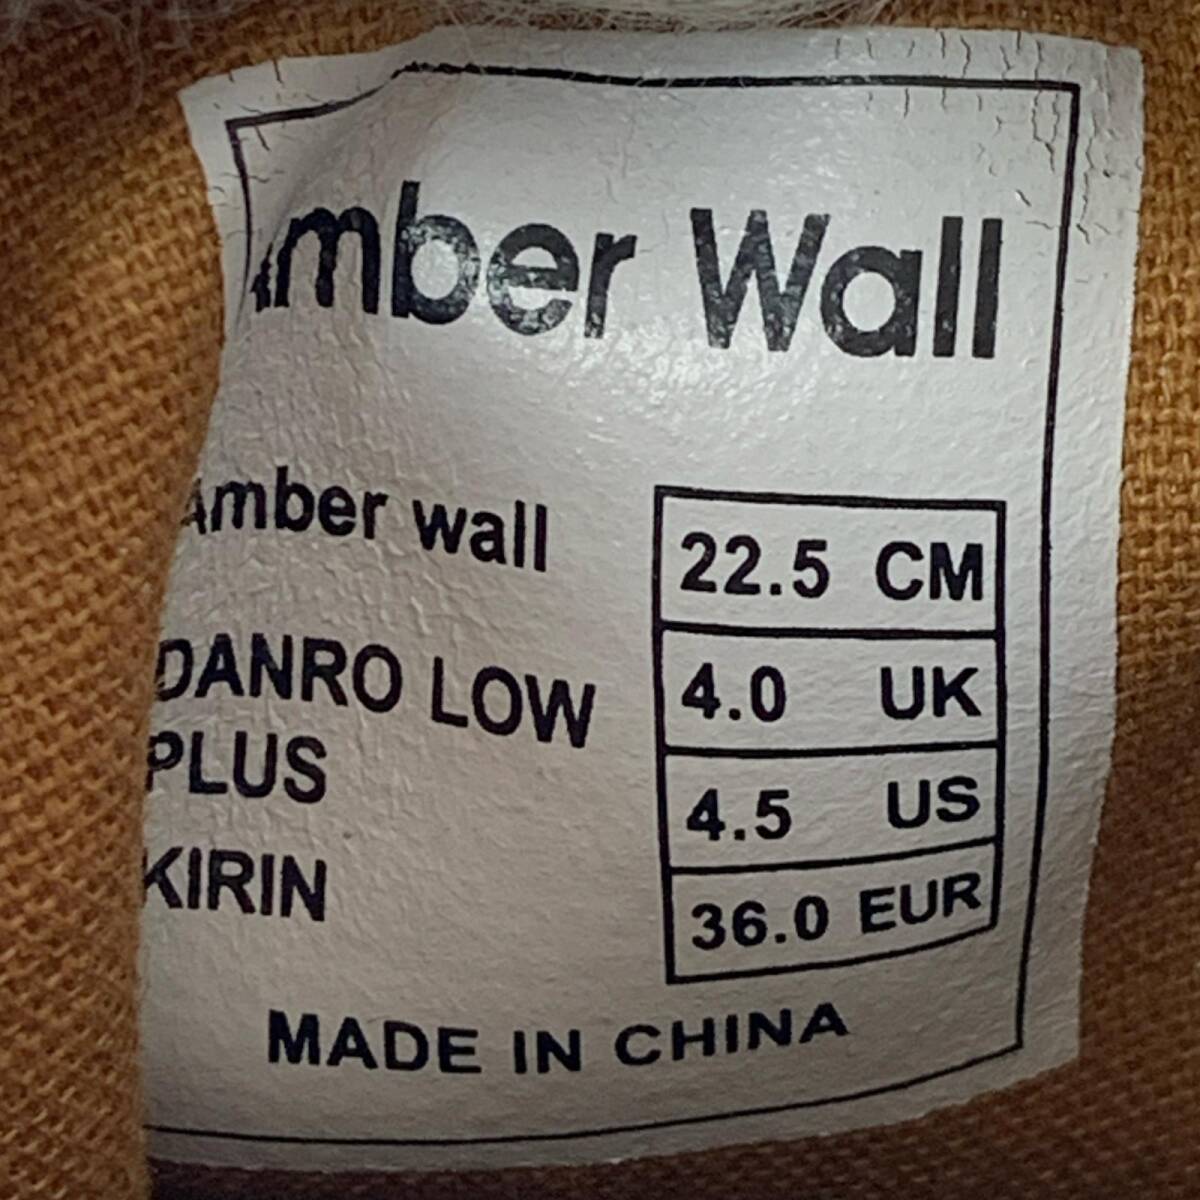 Amber Wall
Amber wall
DANRO LOW
PLUS
KIRIN
22.5 CM
4.0 UK
4.5 US
36.0 EUR
MADE IN CHINA